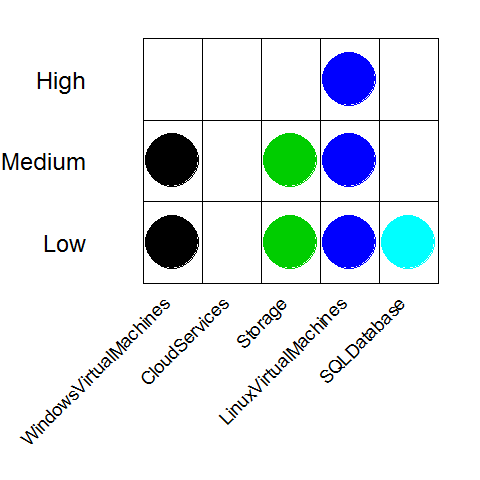 High
Medium
Low
WindowsVirtualMachines
CloudServices
Storage
LinuxVirtualMachines
SQLDatabase